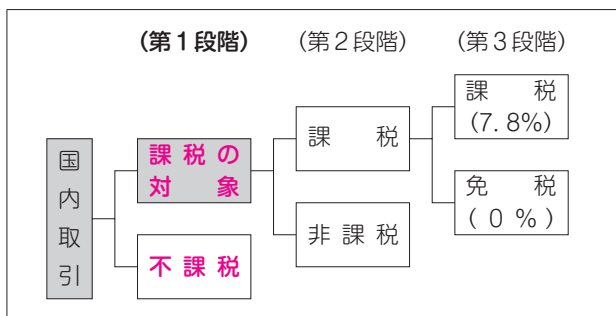 (第1段階)
(第2段階)
(第3段階)
国内取引
課税の
対象
不課税
課税
非課税
課税
(7.8%)
免税
(0%)